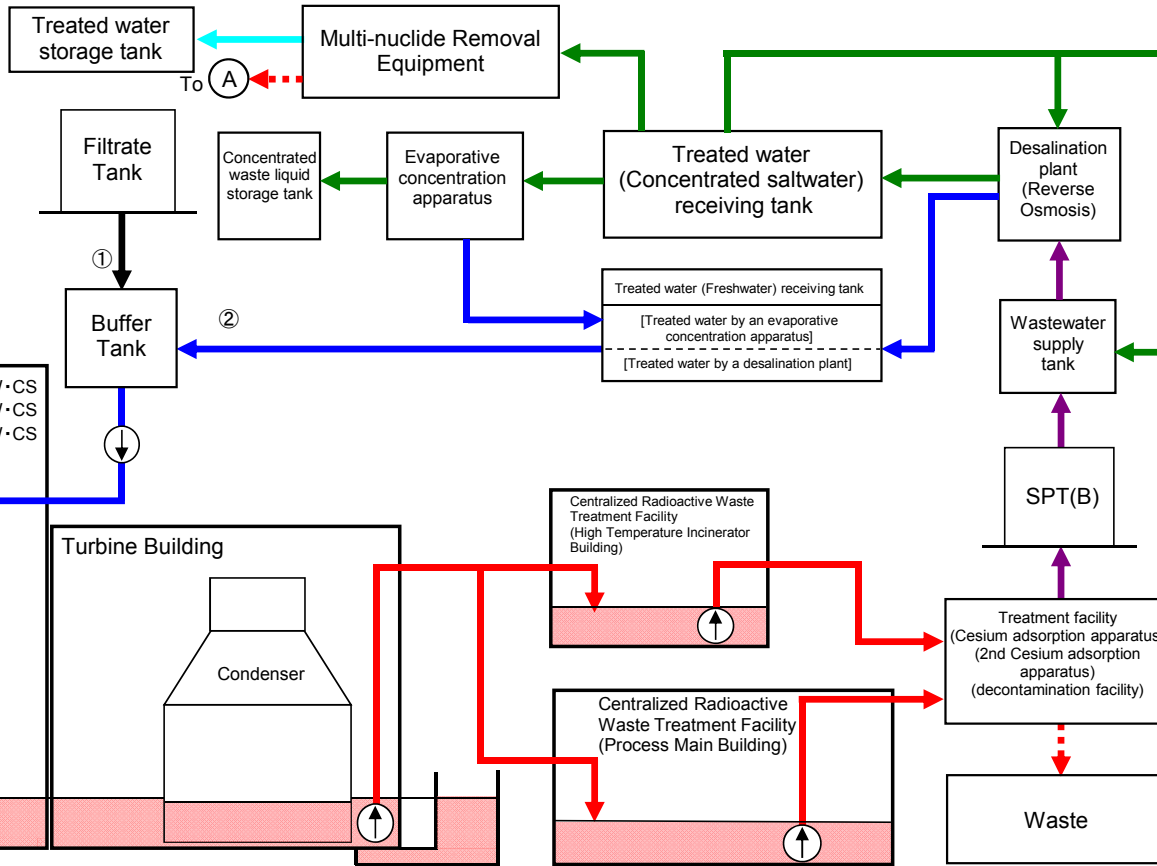 Treated water
storage tank
Multi-nuclide Removal
Equipment
To A
Filtrate
Tank
Concentrated
waste liquid
storage tank
Evaporative
concentration
apparatus
Treated water
(Concentrated saltwater)
receiving tank
Desalination
plant
(Reverse
Osmosis)
①
Buffer
Tank
②
Treated water (Freshwater) receiving tank
[Treated water by an evaporative
concentration apparatus]
[Treated water by a desalination plant]
Wastewater
supply
tank
・CS
・CS
・CS
SPT(B)
Turbine Building
Condenser
Centralized Radioactive Waste
Treatment Facility
(High Temperature Incinerator
Building)
Centralized Radioactive
Waste Treatment Facility
(Process Main Building)
Treatment facility
(Cesium adsorption apparatus
(2nd Cesium adsorption
apparatus)
(decontamination facility)
Waste